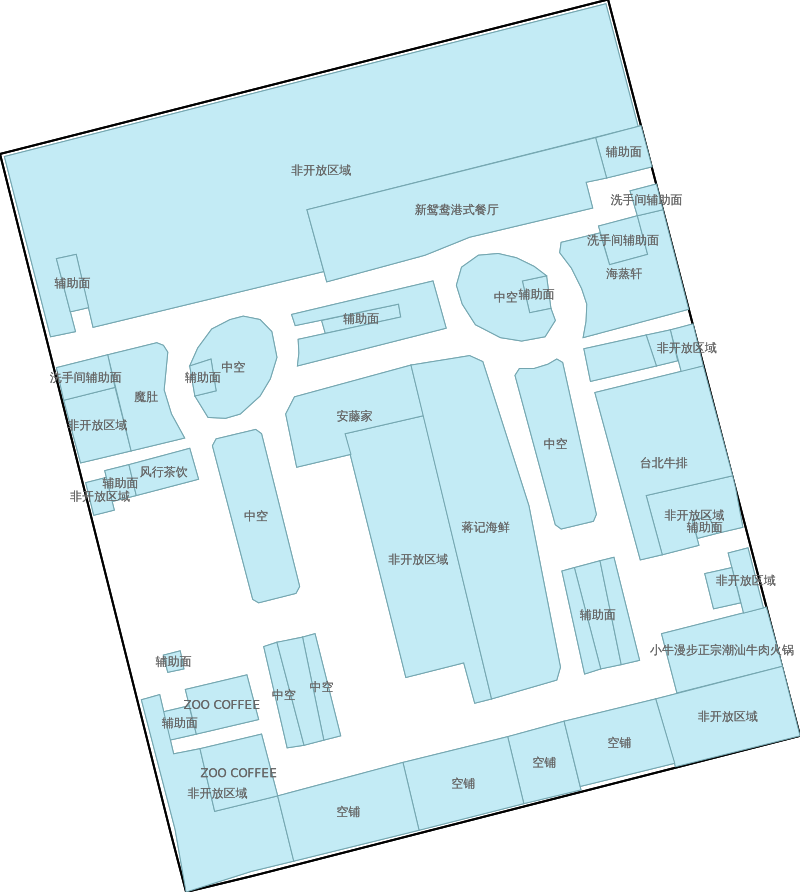 辅助面
非开放区域
洗手间辅助面
新鸳鸯港式餐厅
洗手间辅助面
海蒸轩
辅助面
中空
辅助面
辅助面
非开放区域
中空
洗手间辅助面
辅助面
魔肚
安藤家
非开放区域
中空
台北牛排
风行茶饮
辅助面
非开放区域
非开放区域
中空
蒋记海鲜
辅助面
非开放区域
非开放区域
辅助面
小牛漫步正宗潮汕牛肉火锅
辅助面
中空
中空
ZOO COFFEE
非开放区域
辅助面
空铺
空铺
ZOO COFFEE
空铺
非开放区域
空铺